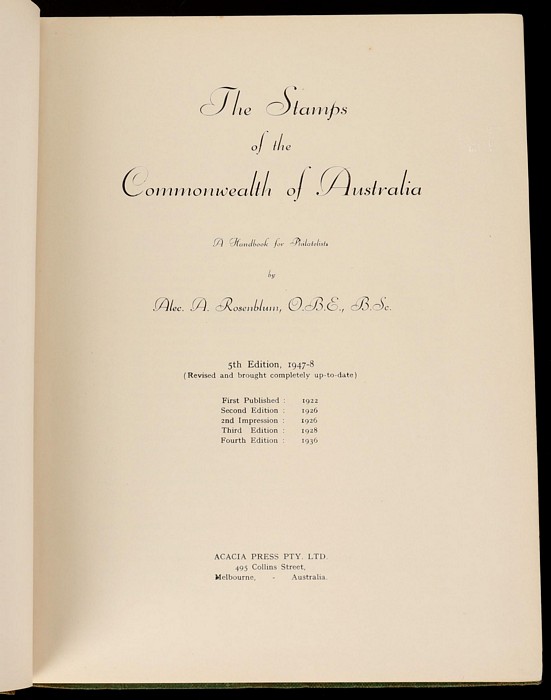 The Stamps
of the
Commonwealth of Australia
A Handbook for Philatelists
by
Alec. A. Rosenblum, O.B.E., B.Sc.
5th Edition, 1947-8
(Revised and brought completely up-to-date)
First Published : 1922
Second Edition : 1926
2nd Impression : 1926
Third Edition : 1928
Fourth Edition : 1936
ACACIA PRESS PTY. LTD.
495 Collins Street,
Melbourne, - Australia.